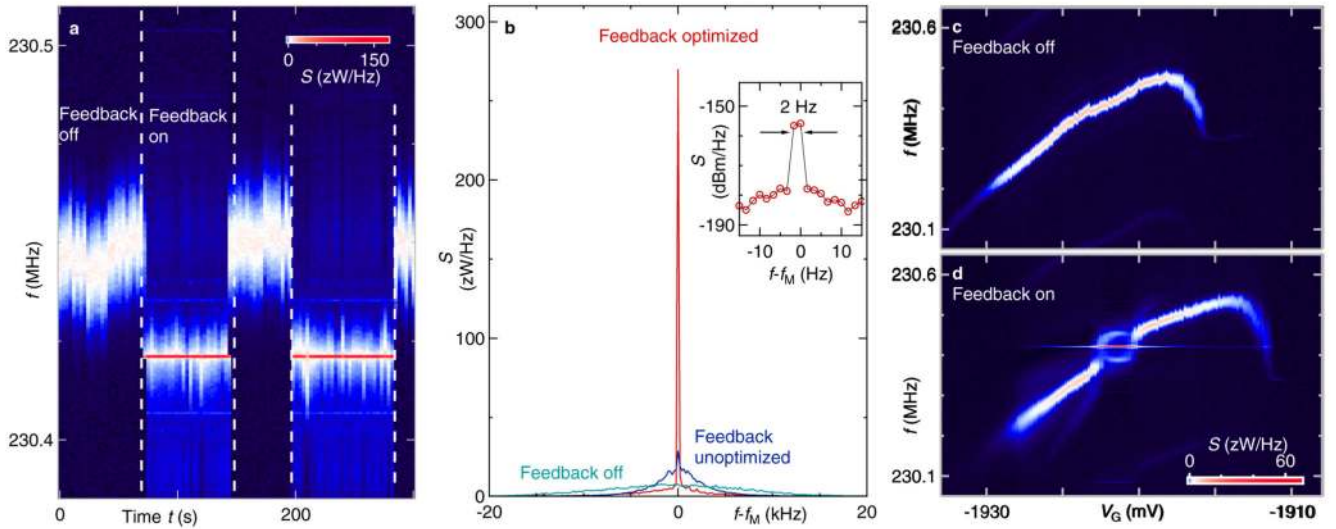 a
230.5
0
150
S (zW/Hz)
Feedback
off
Feedback
on
f (MHz)
230.4
0
Time t (s)
200
b
300
Feedback optimized
200
S
(zW/Hz)
100
0
Feedback off
Feedback
unoptimized
-20
0
20
f-fM (kHz)
-150
2 Hz
S
(dBm/Hz)
-190
-10
0
10
f-fM (Hz)
c
230.6
Feedback off
f (MHz)
230.1
d
230.6
Feedback on
f (MHz)
S (zW/Hz)
0
60
230.1
-1930
VG (mV)
-1910